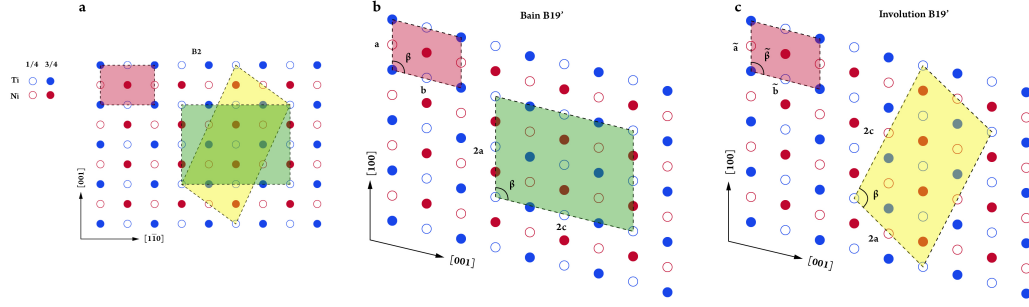 a
B2
1/4 3/4
Ti
Ni
[001]
[11̄0]
b
Bain B19'
a
β
b
2a
β
2c
[100]
[001]
c
Involution B19'
ã
β̃
b̃
2c
β
2a
[100]
[001]